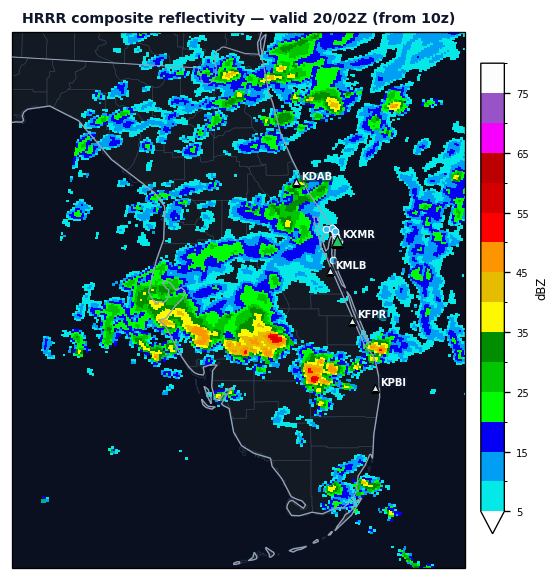 HRRR composite reflectivity — valid 20/02Z (from 10z)
KDAB
KXMR
KMLB
KFPR
KPBI
75
65
55
45
35
25
15
5
dBZ